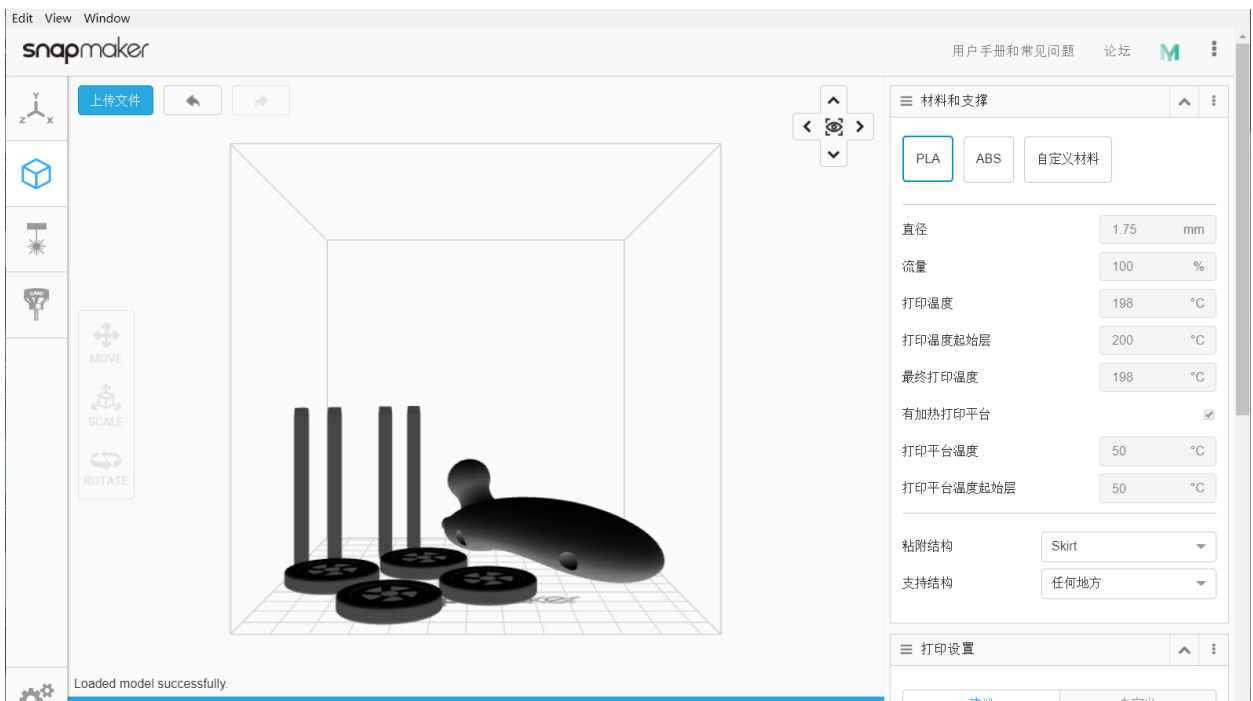 Edit View Window
snapmaker
用户手册和常见问题 论坛
Y
Z X
上传文件
CNC
MOVE
SCALE
ROTATE
Loaded model successfully.
材料和支撑
PLA ABS 自定义材料
直径 1.75 mm
流量 100 %
打印温度 198 °C
打印温度起始层 200 °C
最终打印温度 198 °C
有加热打印平台
打印平台温度 50 °C
打印平台温度起始层 50 °C
粘附结构 Skirt
支持结构 任何地方
打印设置